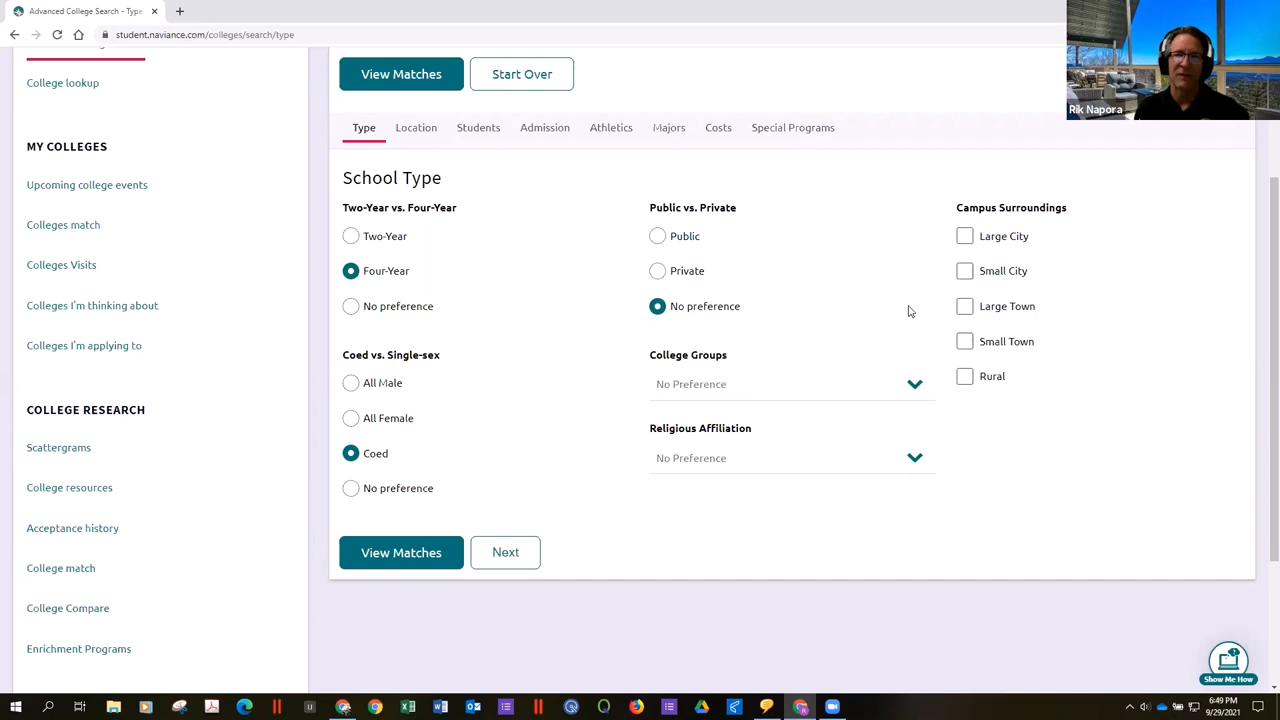 Advanced College Search - Type
student.naviance.com/colleges/search/type
View Matches
Start Over
Rik Napora
College lookup
MY COLLEGES
Upcoming college events
Colleges match
Colleges Visits
Colleges I'm thinking about
Colleges I'm applying to
COLLEGE RESEARCH
Scattergrams
College resources
Acceptance history
College match
College Compare
Enrichment Programs
Type Location Students Admission Athletics Majors Costs Special Programs
School Type
Two-Year vs. Four-Year
Two-Year
Four-Year
No preference
Coed vs. Single-sex
All Male
All Female
Coed
No preference
Public vs. Private
Public
Private
No preference
College Groups
No Preference
Religious Affiliation
No Preference
Campus Surroundings
Large City
Small City
Large Town
Small Town
Rural
View Matches
Next
Show Me How
6:49 PM
9/29/2021